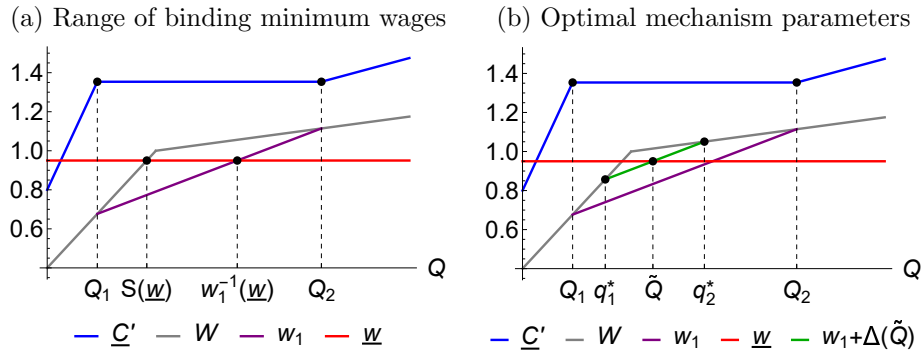 (a) Range of binding minimum wages
1.4
1.2
1.0
0.8
0.6
Q
Q₁ S(w̲) w₁⁻¹(w̲) Q₂
C̲′ W w₁ w̲
(b) Optimal mechanism parameters
1.4
1.2
1.0
0.8
0.6
Q
Q₁ q₁* Q̃ q₂* Q₂
C̲′ W w₁ w̲ w₁+Δ(Q̃)